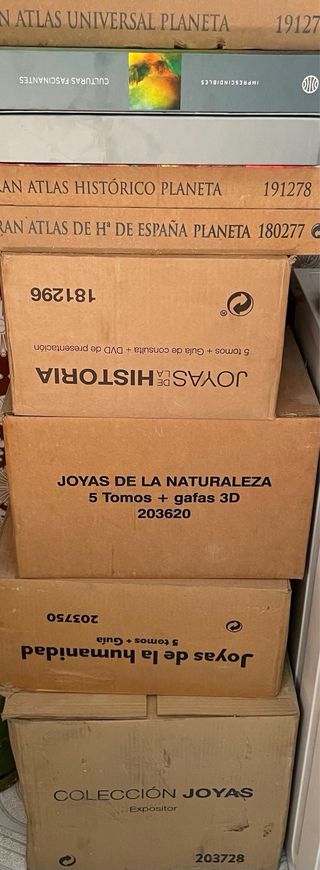 N ATLAS UNIVERSAL PLANETA 19127
CULTURAS FASCINANTES IMPRESCINDIBLES
RAN ATLAS HISTÓRICO PLANETA 191278
RAN ATLAS DE Hª DE ESPAÑA PLANETA 180277
JOYAS DE LA HISTORIA
5 tomos + Guía de consulta + DVD de presentación
181296
JOYAS DE LA NATURALEZA
5 Tomos + gafas 3D
203620
Joyas de la humanidad
5 tomos + Guía
203750
COLECCIÓN JOYAS
Expositor
203728